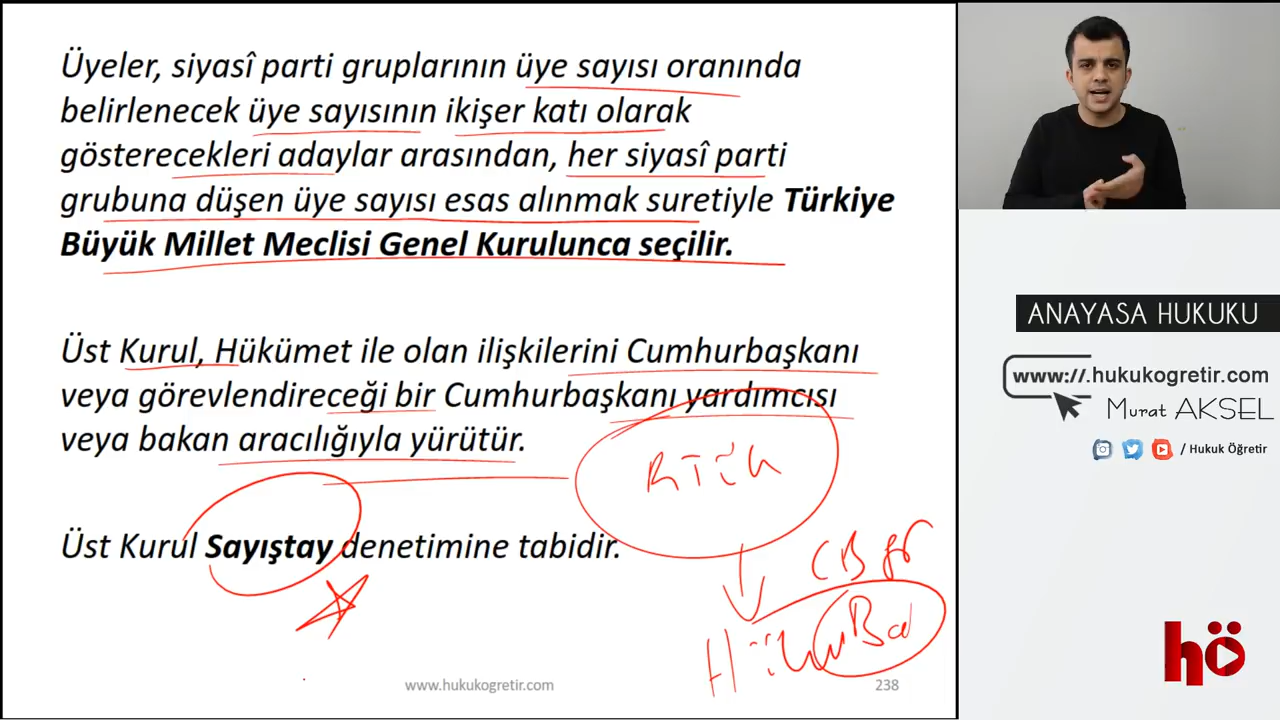 Üyeler, siyasî parti gruplarının üye sayısı oranında
belirlenecek üye sayısının ikişer katı olarak
gösterecekleri adaylar arasından, her siyasî parti
grubuna düşen üye sayısı esas alınmak suretiyle Türkiye
Büyük Millet Meclisi Genel Kurulunca seçilir.
Üst Kurul, Hükümet ile olan ilişkilerini Cumhurbaşkanı
veya görevlendireceği bir Cumhurbaşkanı yardımcısı
veya bakan aracılığıyla yürütür.
Üst Kurul Sayıştay denetimine tabidir.
RTÜK
CB
www.hukukogretir.com
238
ANAYASA HUKUKU
www://.hukukogretir.com
Murat AKSEL
/ Hukuk Öğretir
hö